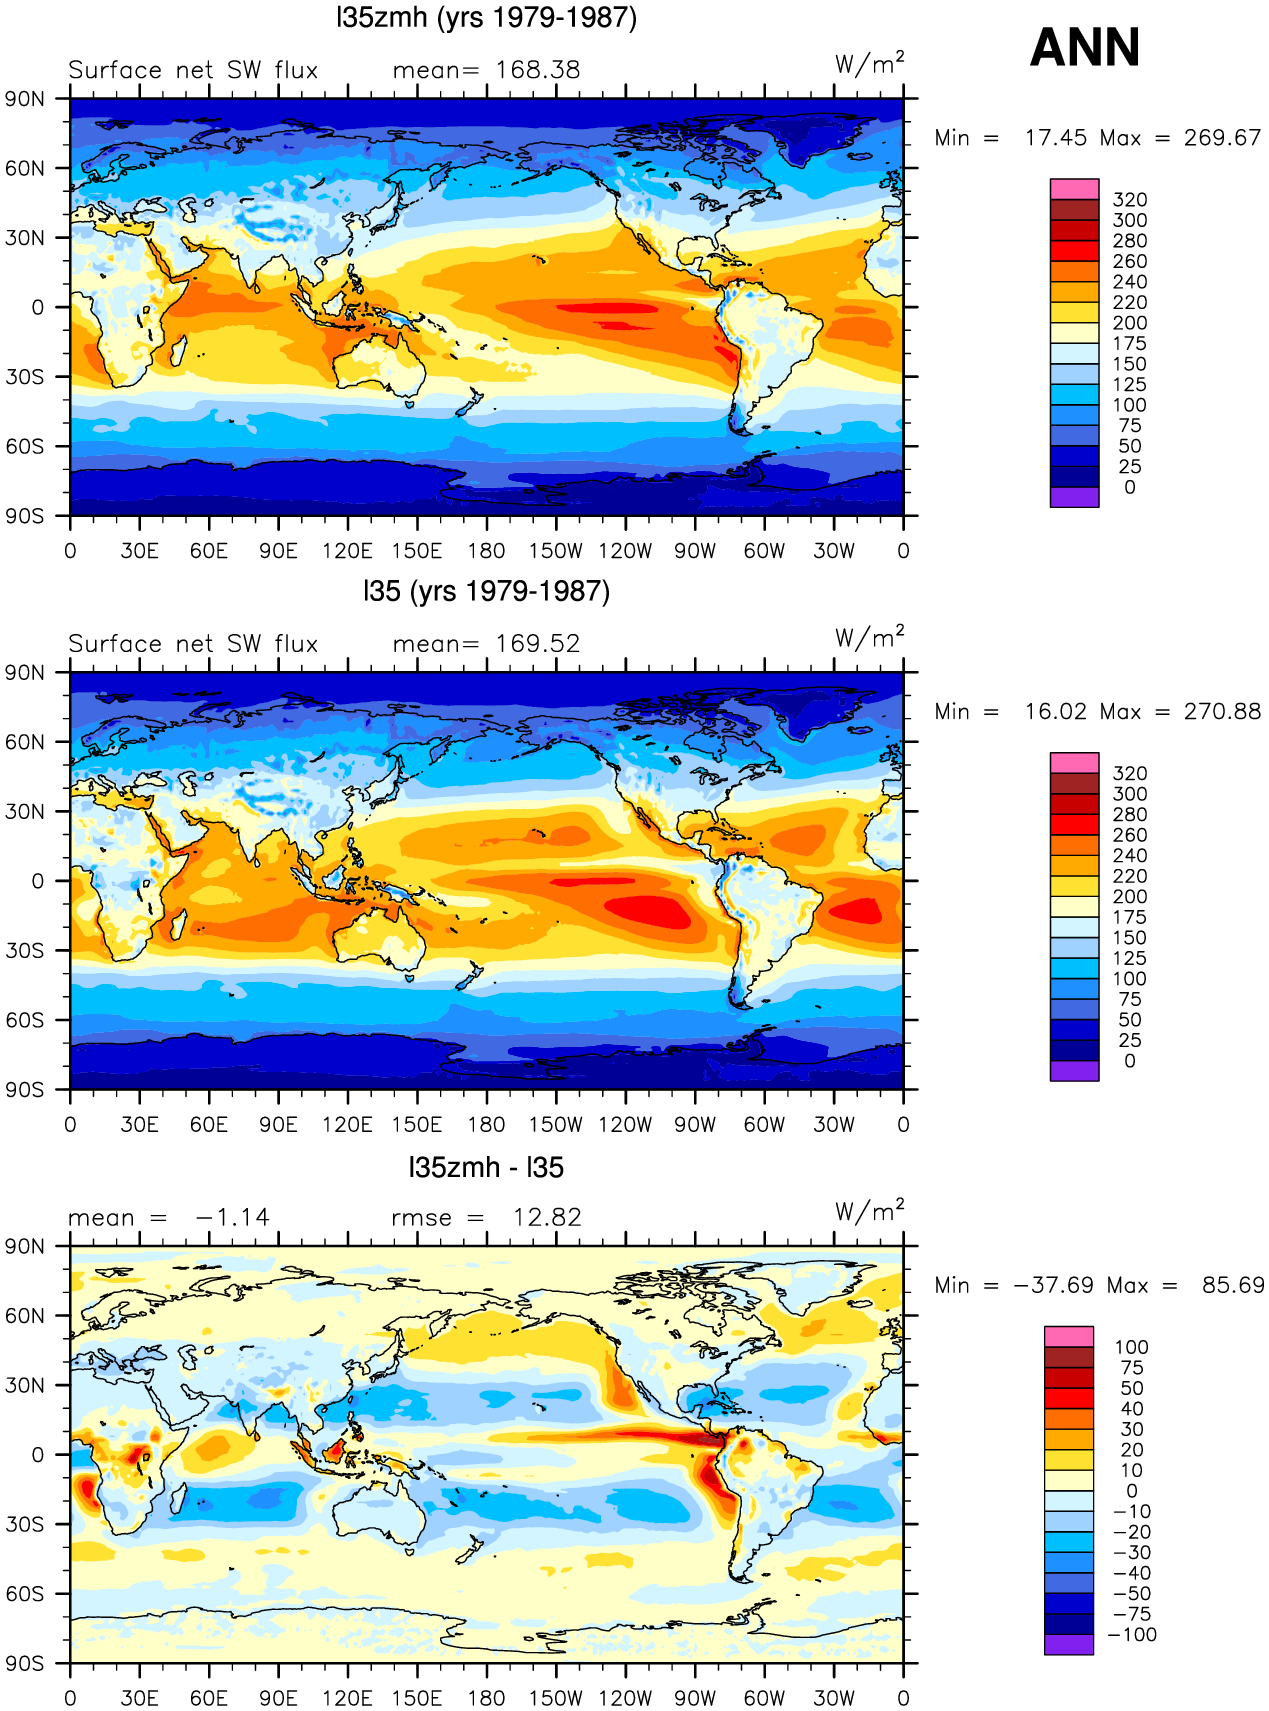 l35zmh (yrs 1979-1987)
ANN
Surface net SW flux mean= 168.38 W/m²
Min = 17.45 Max = 269.67
90N
60N
30N
0
30S
60S
90S
0 30E 60E 90E 120E 150E 180 150W 120W 90W 60W 30W 0
320
300
280
260
240
220
200
175
150
125
100
75
50
25
0
l35 (yrs 1979-1987)
Surface net SW flux mean= 169.52 W/m²
Min = 16.02 Max = 270.88
90N
60N
30N
0
30S
60S
90S
0 30E 60E 90E 120E 150E 180 150W 120W 90W 60W 30W 0
320
300
280
260
240
220
200
175
150
125
100
75
50
25
0
l35zmh - l35
mean = −1.14 rmse = 12.82 W/m²
Min = −37.69 Max = 85.69
90N
60N
30N
0
30S
60S
90S
0 30E 60E 90E 120E 150E 180 150W 120W 90W 60W 30W 0
100
75
50
40
30
20
10
0
−10
−20
−30
−40
−50
−75
−100